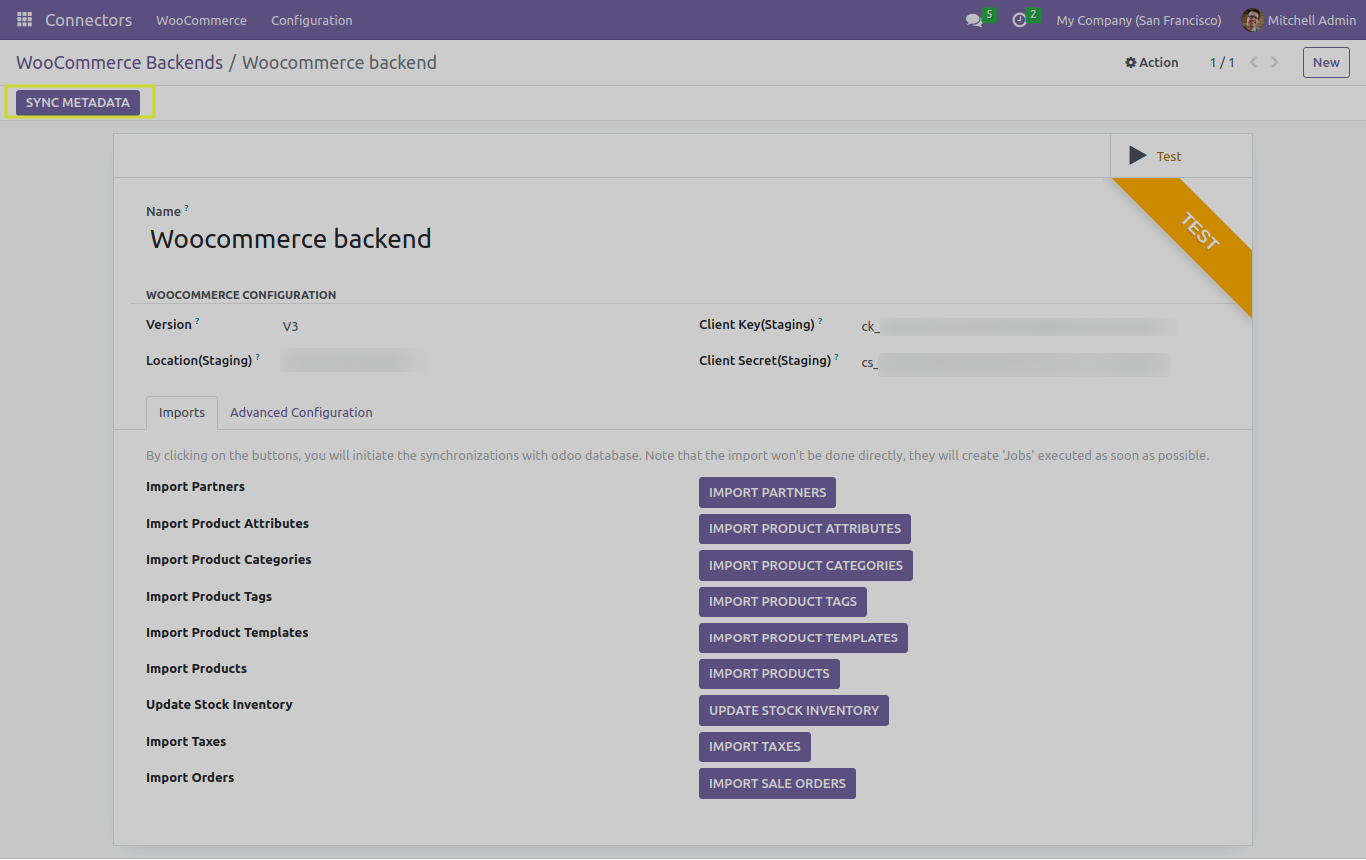 Connectors WooCommerce Configuration 5 2 My Company (San Francisco) Mitchell Admin
WooCommerce Backends / Woocommerce backend Action 1 / 1 New
SYNC METADATA
Test
TEST
Name ?
Woocommerce backend
WOOCOMMERCE CONFIGURATION
Version ? V3 Client Key(Staging) ? ck_
Location(Staging) ? Client Secret(Staging) ? cs_
Imports Advanced Configuration
By clicking on the buttons, you will initiate the synchronizations with odoo database. Note that the import won't be done directly, they will create 'Jobs' executed as soon as possible.
Import Partners IMPORT PARTNERS
Import Product Attributes IMPORT PRODUCT ATTRIBUTES
Import Product Categories IMPORT PRODUCT CATEGORIES
Import Product Tags IMPORT PRODUCT TAGS
Import Product Templates IMPORT PRODUCT TEMPLATES
Import Products IMPORT PRODUCTS
Update Stock Inventory UPDATE STOCK INVENTORY
Import Taxes IMPORT TAXES
Import Orders IMPORT SALE ORDERS